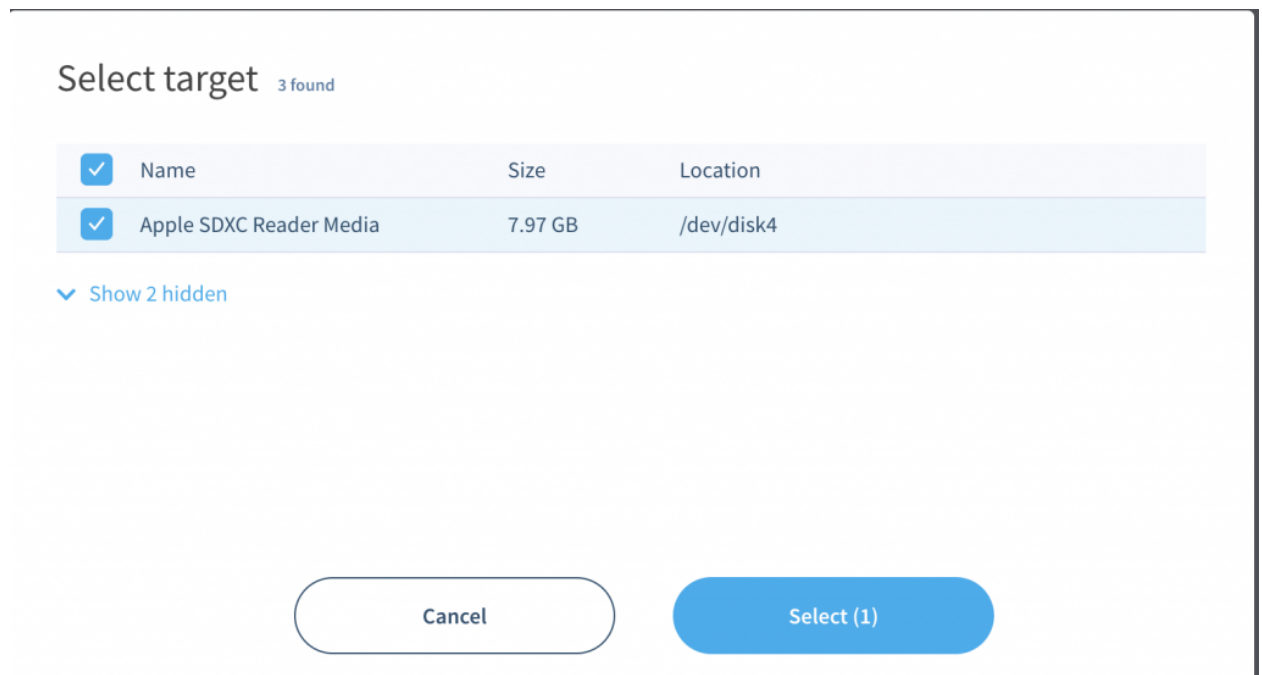 Select target 3 found
Name Size Location
Apple SDXC Reader Media 7.97 GB /dev/disk4
Show 2 hidden
Cancel Select (1)